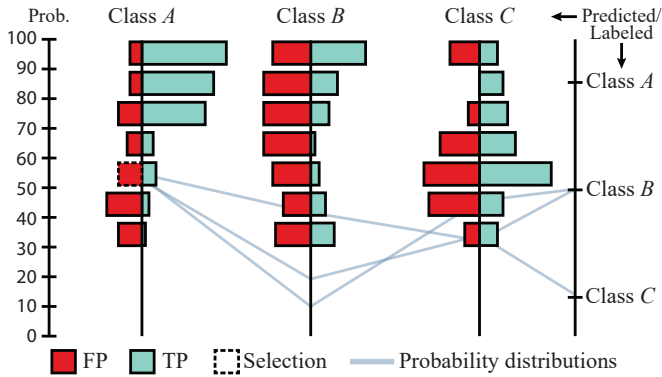 Prob. Class A Class B Class C Predicted/
Labeled
100
90
80
70
60
50
40
30
20
10
0
Class A
Class B
Class C
FP TP Selection Probability distributions